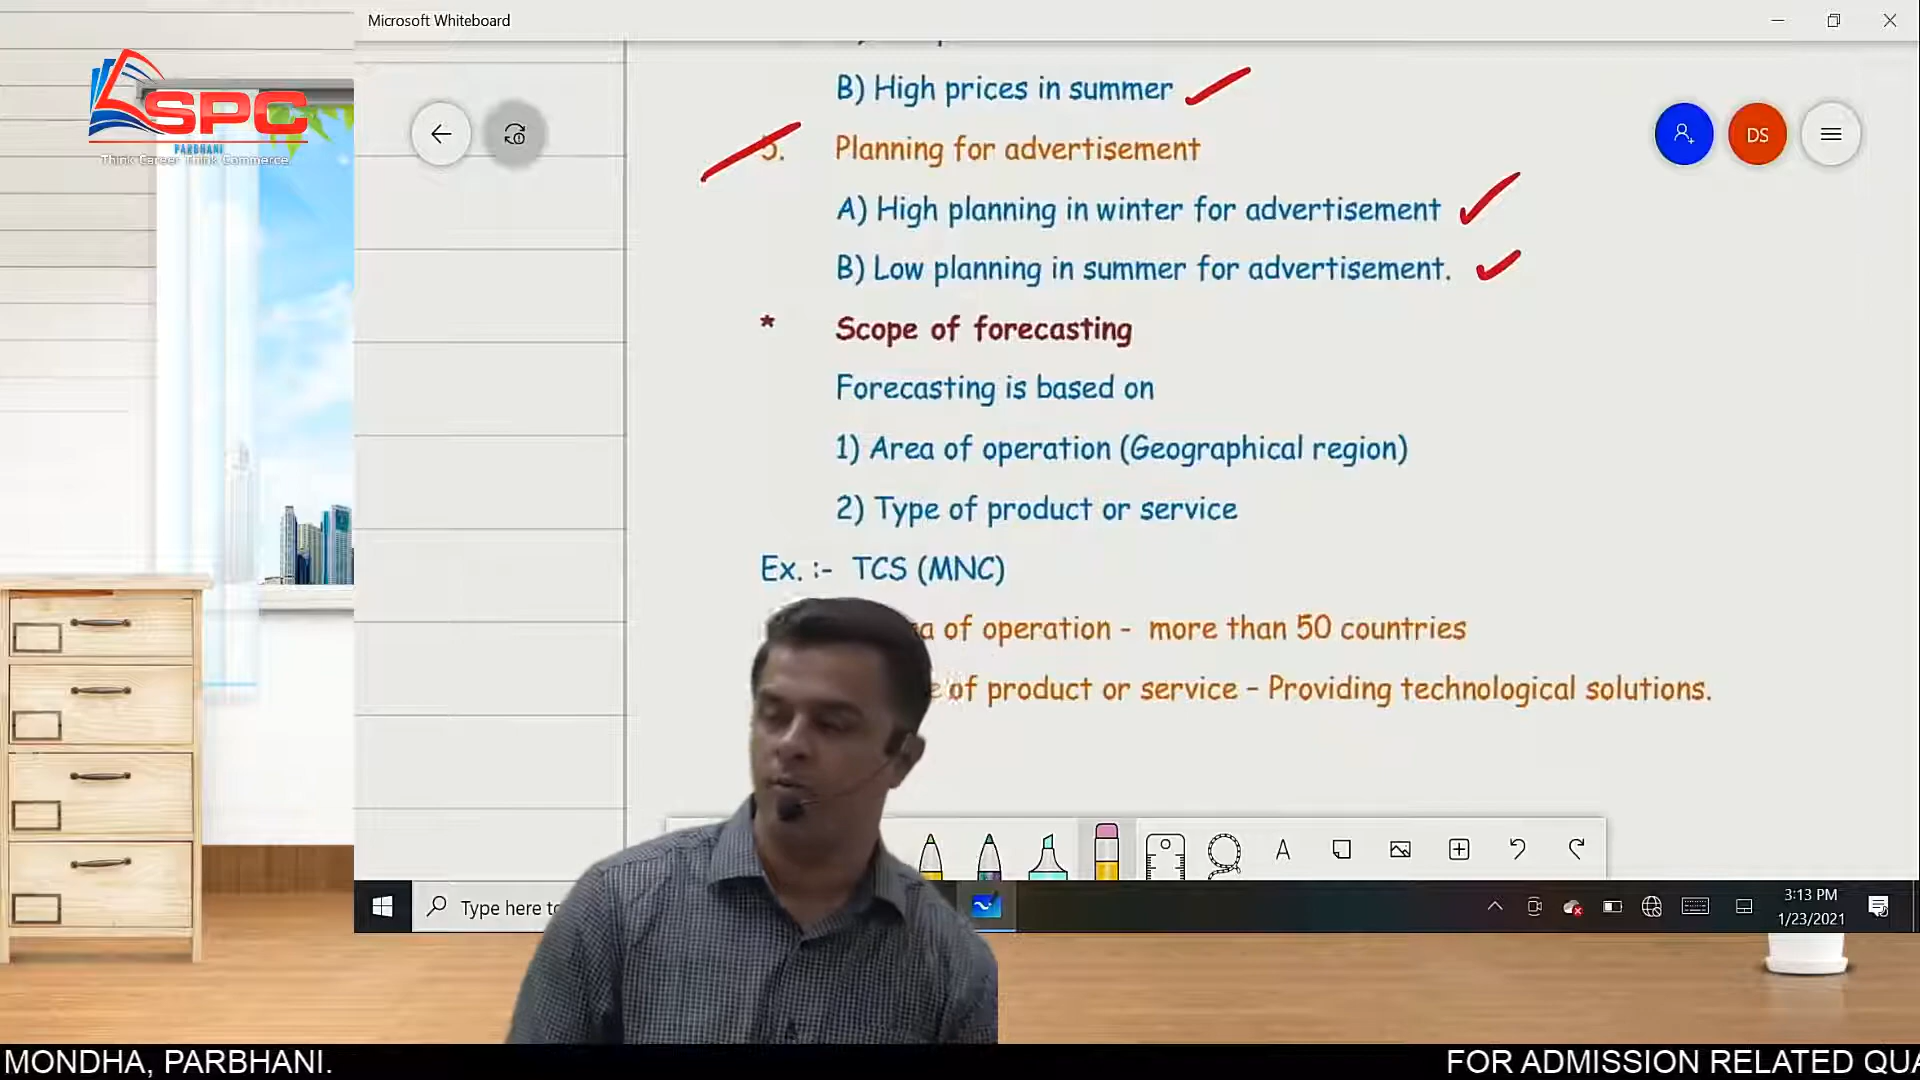 Microsoft Whiteboard
SPC
PARBHANI
Think Career Think Commerce
B) High prices in summer
5. Planning for advertisement
A) High planning in winter for advertisement
B) Low planning in summer for advertisement.
DS
* Scope of forecasting
Forecasting is based on
1) Area of operation (Geographical region)
2) Type of product or service
Ex. :- TCS (MNC)
of operation - more than 50 countries
of product or service – Providing technological solutions.
Type here
3:13 PM
1/23/2021
MONDHA, PARBHANI.
FOR ADMISSION RELATED